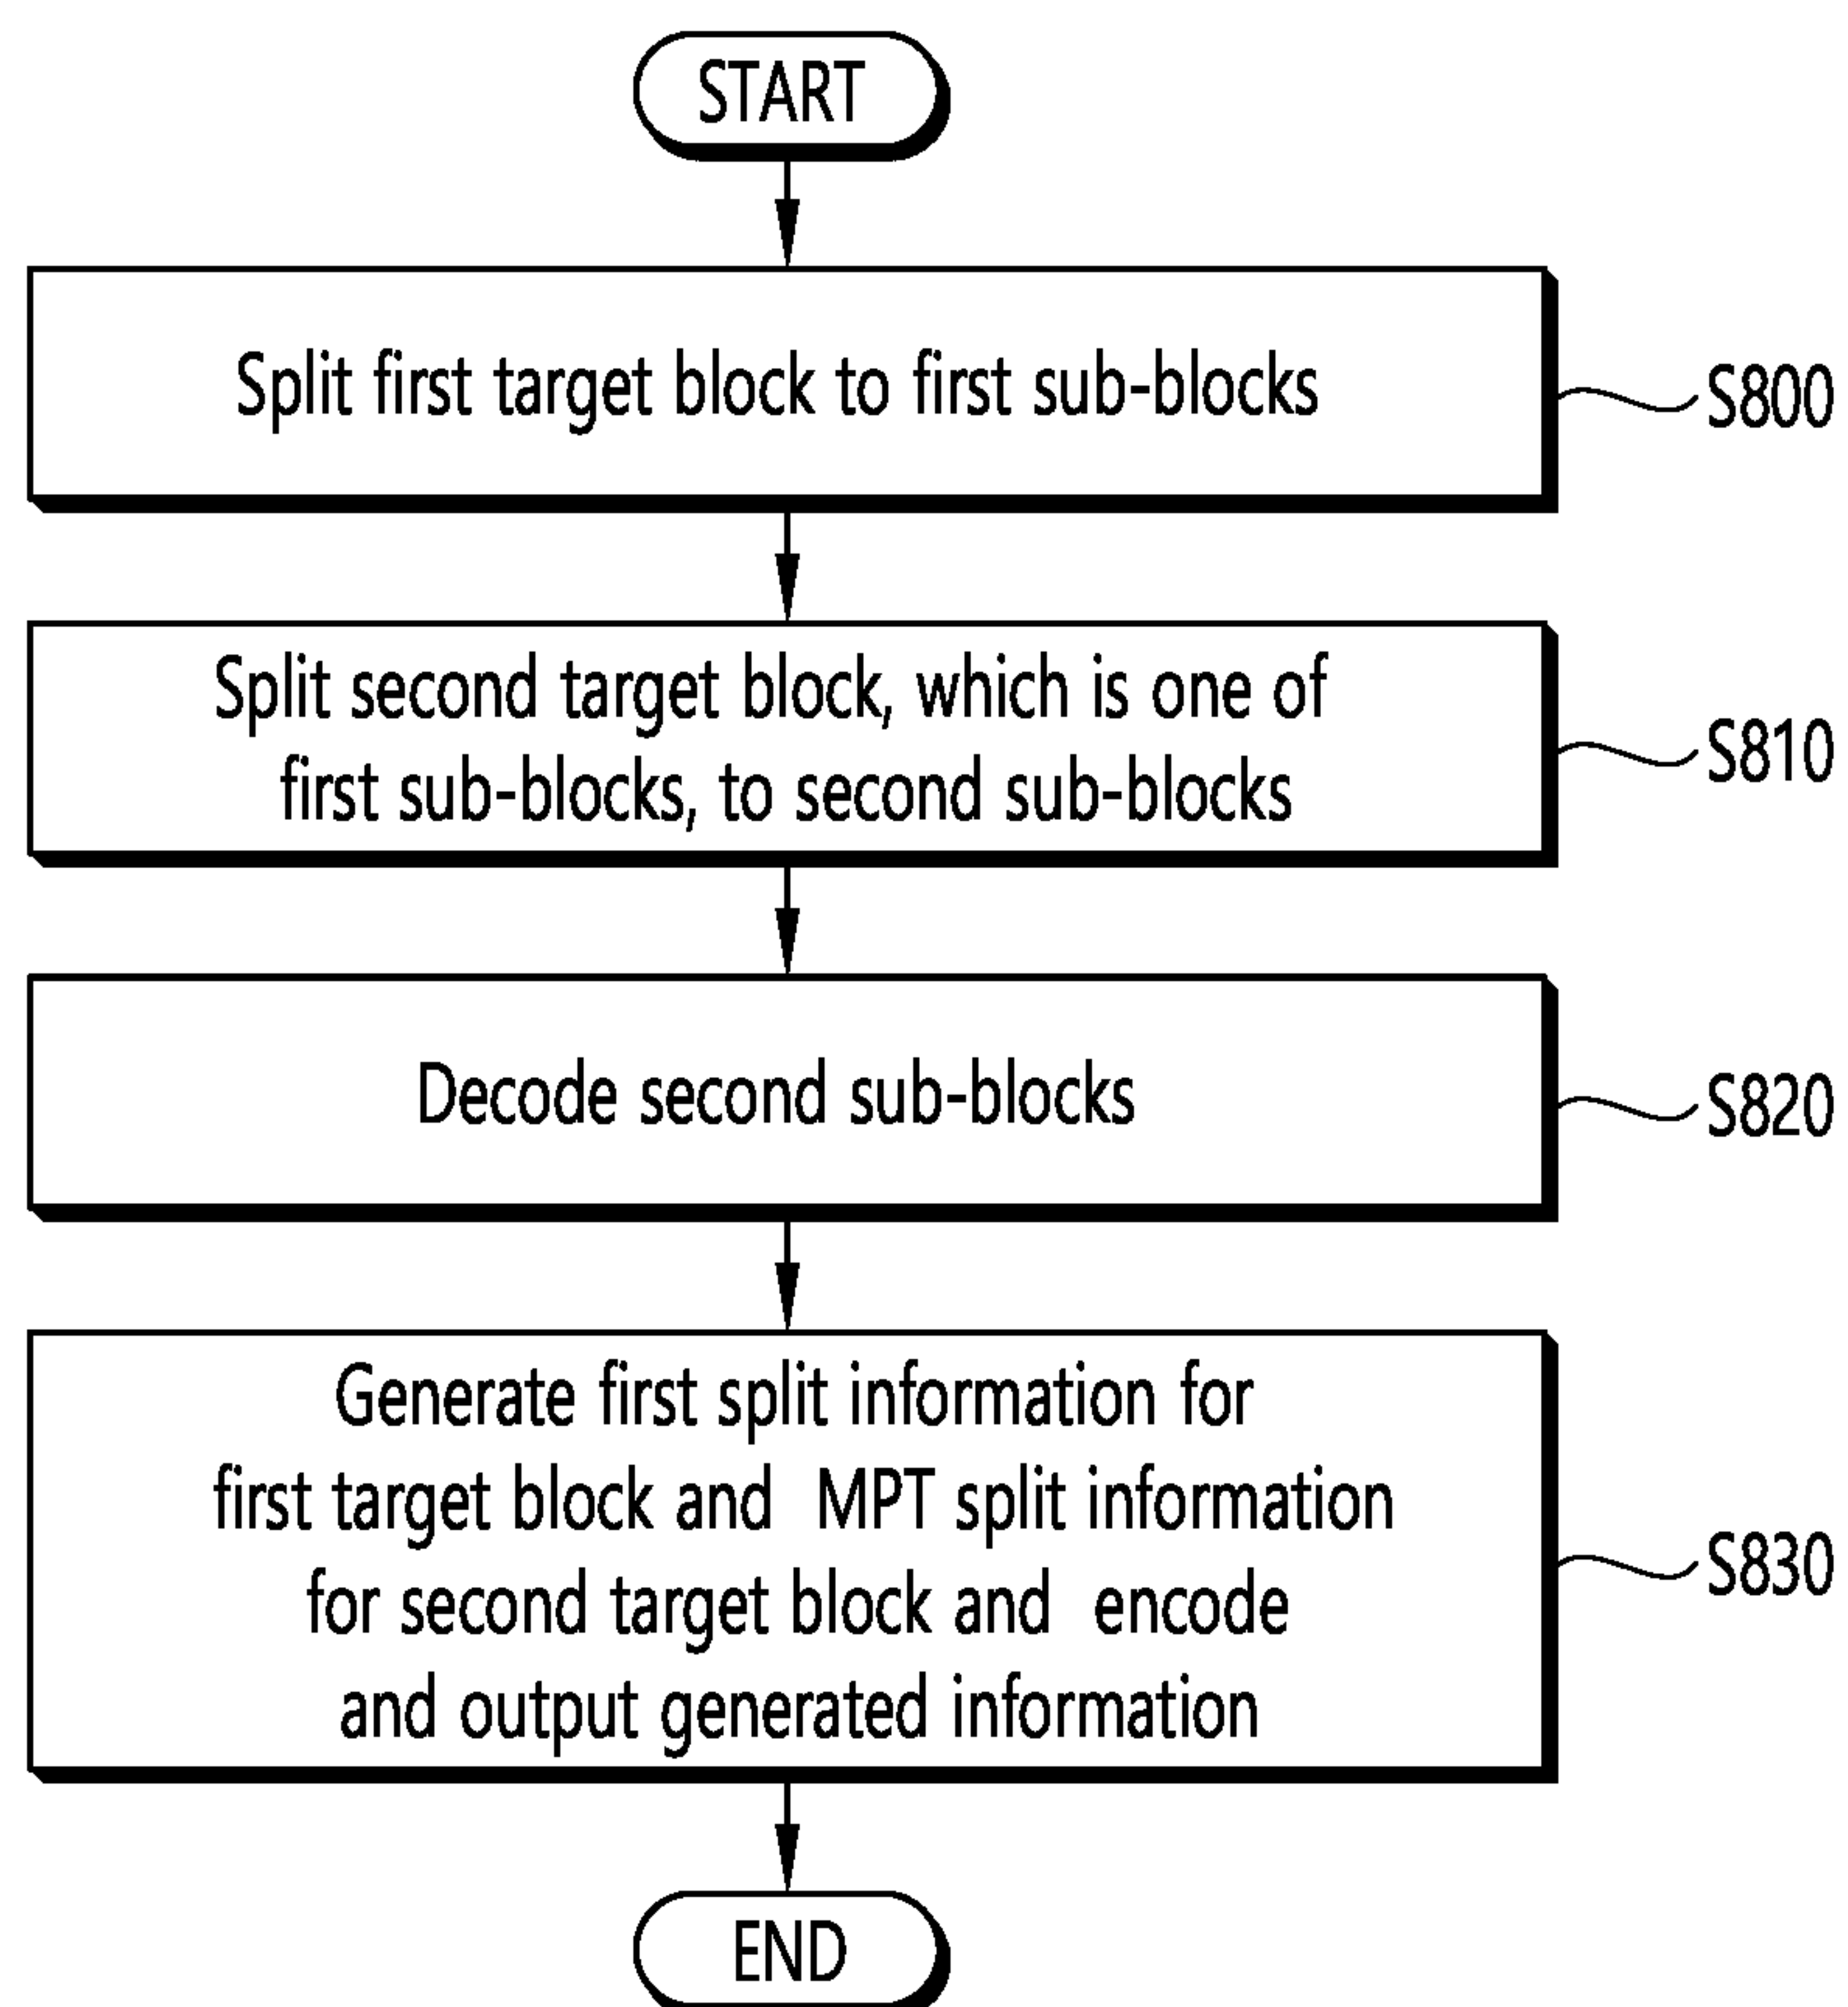 START
Split first target block to first sub-blocks
S800
Split second target block, which is one of
first sub-blocks, to second sub-blocks
S810
Decode second sub-blocks
S820
Generate first split information for
first target block and MPT split information
for second target block and encode
and output generated information
S830
END